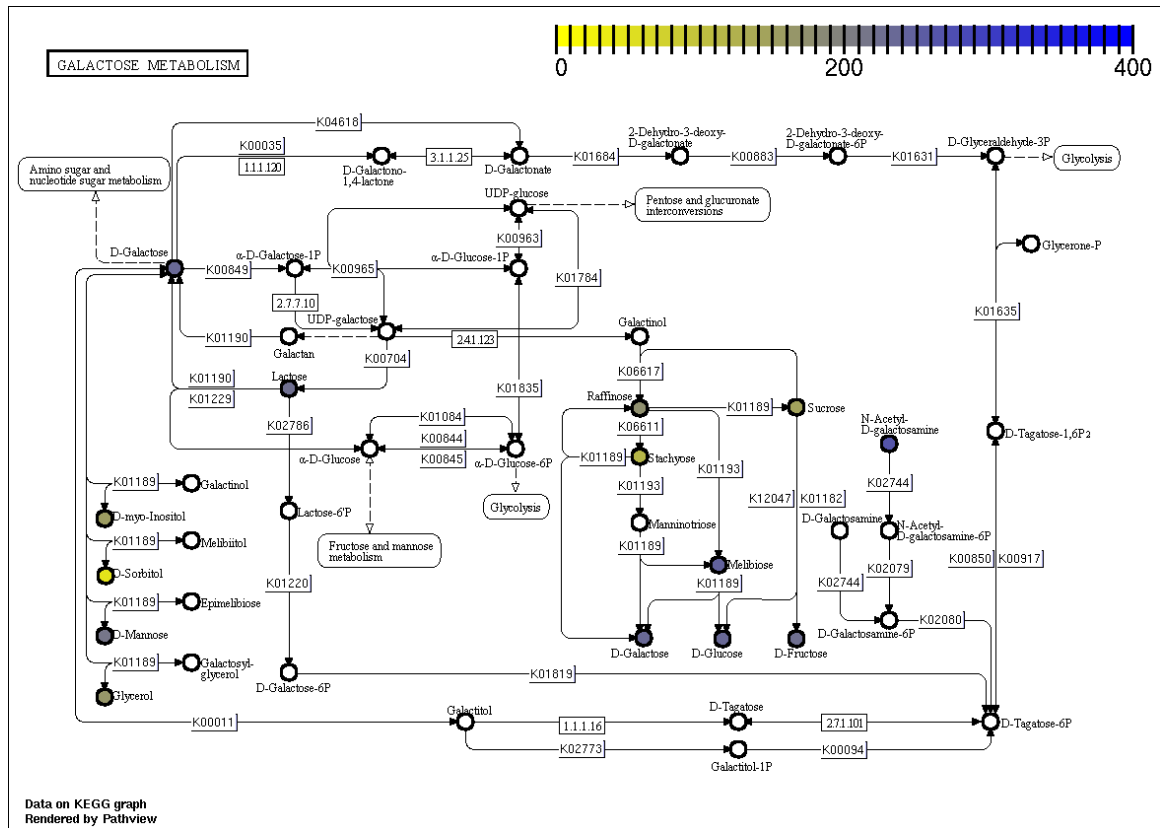 GALACTOSE METABOLISM
0
200
400
K04618
K00035
1.1.1.120
D-Galactono-
1,4-lactone
3.1.1.25
D-Galactonate
K01684
2-Dehydro-3-deoxy-
D-galactonate
K00883
2-Dehydro-3-deoxy-
D-galactonate-6P
K01631
D-Glyceraldehyde-3P
Glycolysis
Amino sugar and
nucleotide sugar metabolism
UDP-glucose
Pentose and glucuronate
interconversions
K00963
D-Galactose
K00849
α-D-Galactose-1P
K00965
α-D-Glucose-1P
K01784
Glycerone-P
2.7.7.10
UDP-galactose
K01190
Galactan
2.4.1.123
Galactinol
K01635
K00704
K01190
K01229
Lactose
K01835
K06617
K02786
K01084
K00844
K00845
α-D-Glucose
α-D-Glucose-6P
Raffinose
K01189
Sucrose
K06611
K01189
Stachyose
K01193
K01193
N-Acetyl-
D-galactosamine
D-Tagatose-1,6P2
K02744
K01189
Galactinol
D-myo-Inositol
Lactose-6'P
Glycolysis
Manninotriose
K12047
K01182
D-Galactosamine
N-Acetyl-
D-galactosamine-6P
K01189
Melibiitol
D-Sorbitol
Fructose and mannose
metabolism
K01189
Melibiose
K01189
K02744
K02079
K00850
K00917
K01220
K01189
Epimelibiose
D-Mannose
D-Galactosamine-6P
K02080
K01189
Galactosyl-
glycerol
Glycerol
D-Galactose-6P
D-Galactose
D-Glucose
D-Fructose
K01819
K00011
Galactitol
1.1.1.16
D-Tagatose
2.7.1.101
D-Tagatose-6P
K02773
Galactitol-1P
K00094
Data on KEGG graph
Rendered by Pathview